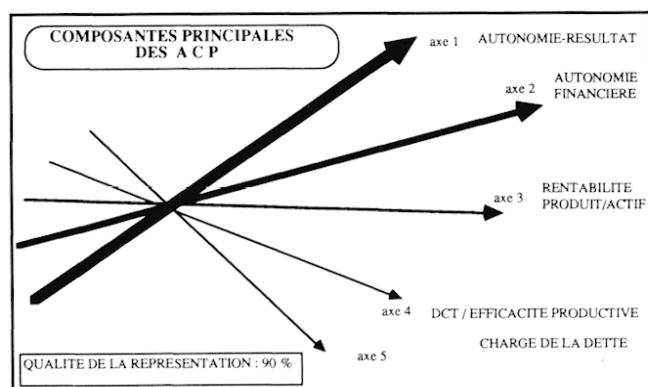 COMPOSANTES PRINCIPALES
DES A C P
axe 1 AUTONOMIE-RESULTAT
axe 2 AUTONOMIE
FINANCIERE
axe 3 RENTABILITE
PRODUIT/ACTIF
axe 4 DCT / EFFICACITE PRODUCTIVE
axe 5 CHARGE DE LA DETTE
QUALITE DE LA REPRESENTATION : 90 %